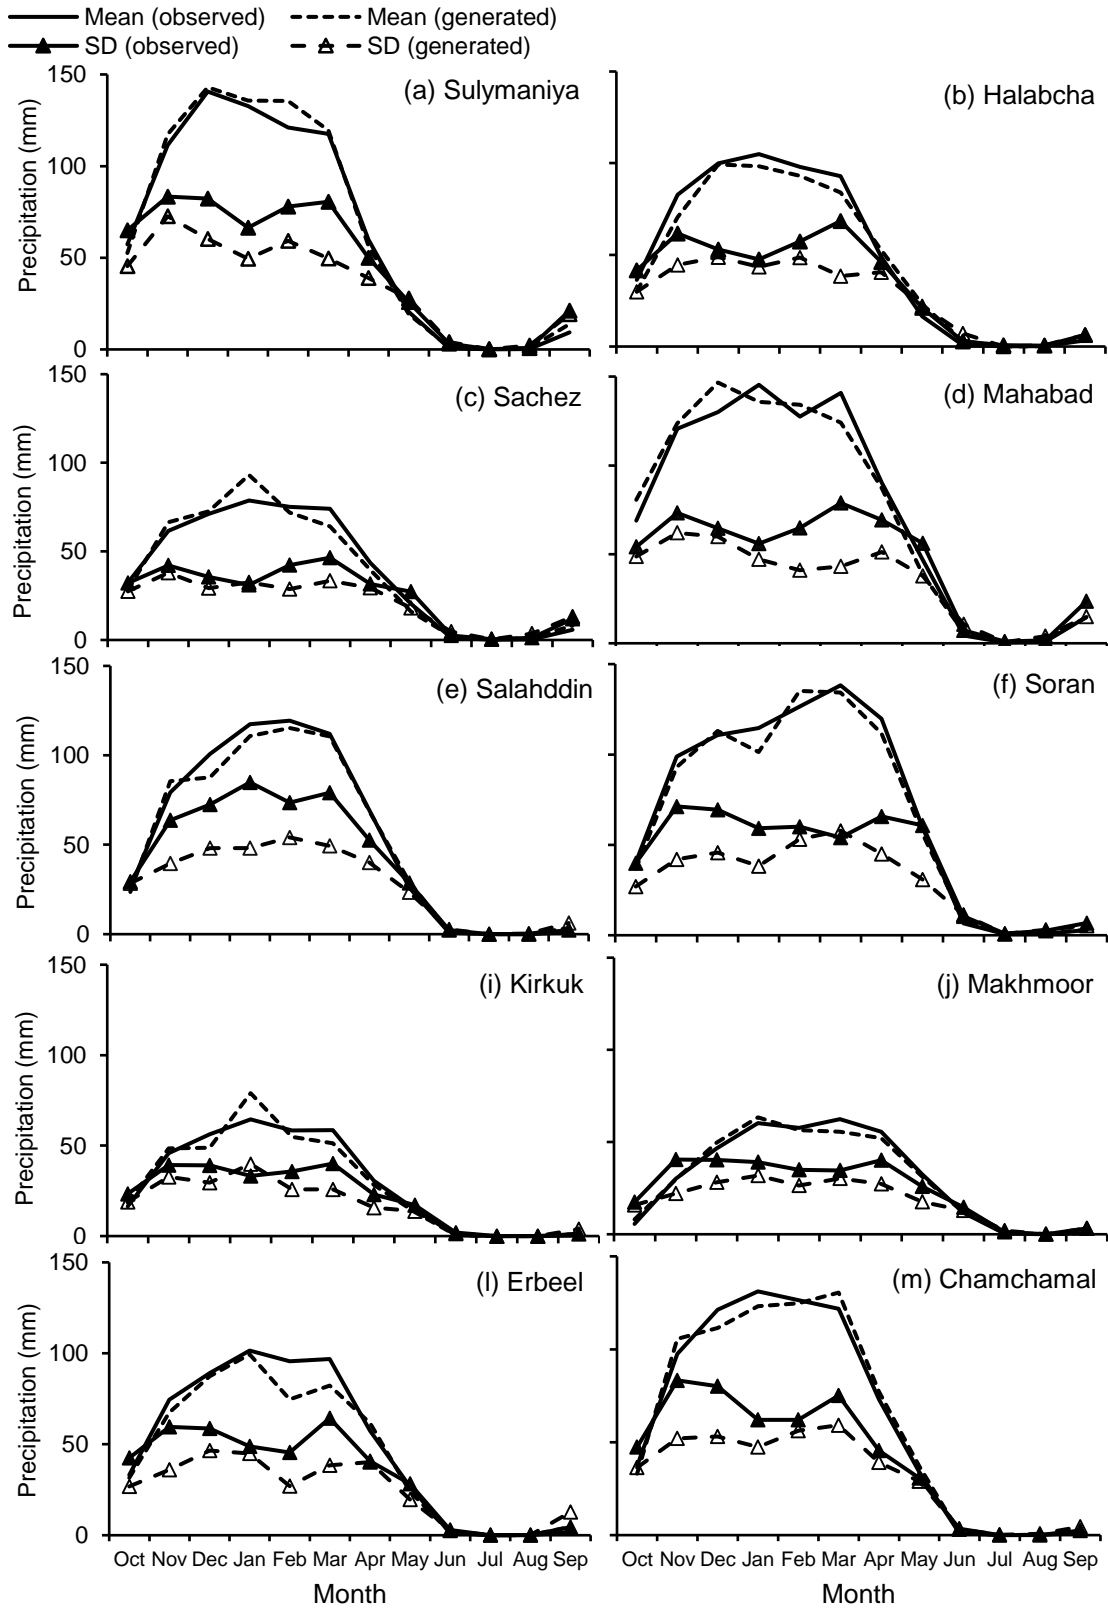 Mean (observed) Mean (generated)
SD (observed) SD (generated)
(a) Sulymaniya
150
100
50
0
Precipitation (mm)
(b) Halabcha
(c) Sachez
150
100
50
0
Precipitation (mm)
(d) Mahabad
(e) Salahddin
150
100
50
0
Precipitation (mm)
(f) Soran
(i) Kirkuk
150
100
50
0
Precipitation (mm)
(j) Makhmoor
(l) Erbeel
150
100
50
0
Precipitation (mm)
Oct Nov Dec Jan Feb Mar Apr May Jun Jul Aug Sep
Month
(m) Chamchamal
Oct Nov Dec Jan Feb Mar Apr May Jun Jul Aug Sep
Month